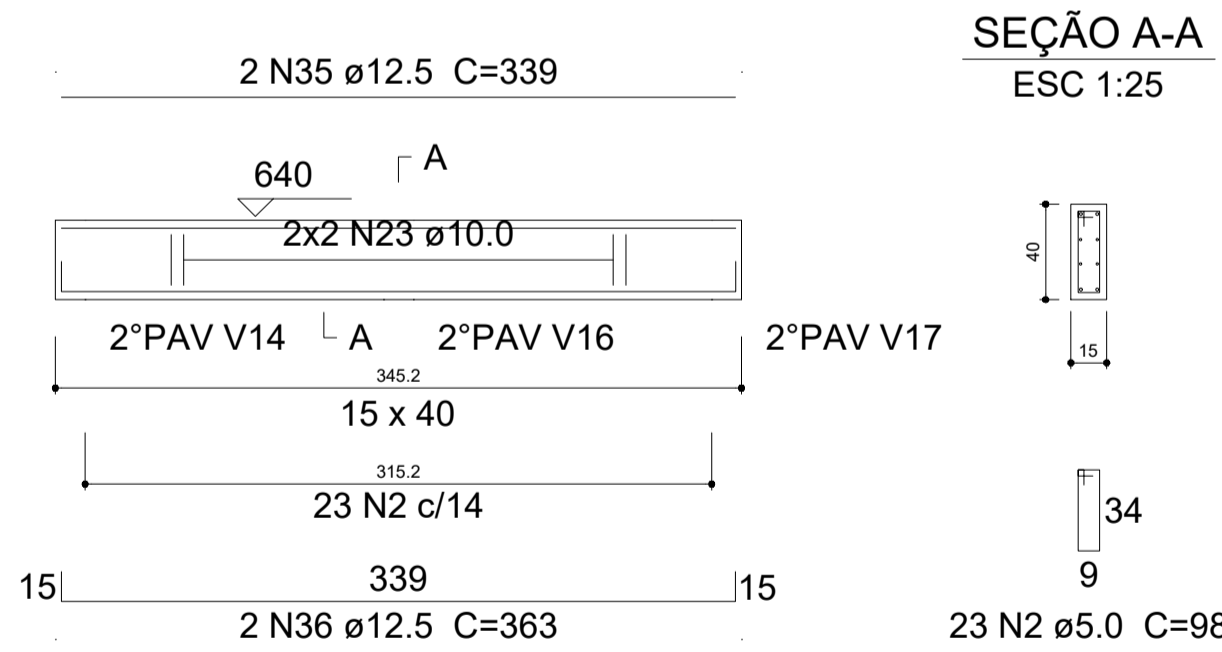 SEÇÃO A-A
ESC 1:25
2 N35 ø12.5 C=339
A
640
2x2 N23 ø10.0
40
2°PAV V14
A
2°PAV V16
2°PAV V17
15
345.2
15 x 40
315.2
23 N2 c/14
34
15
339
15
9
2 N36 ø12.5 C=363
23 N2 ø5.0 C=98